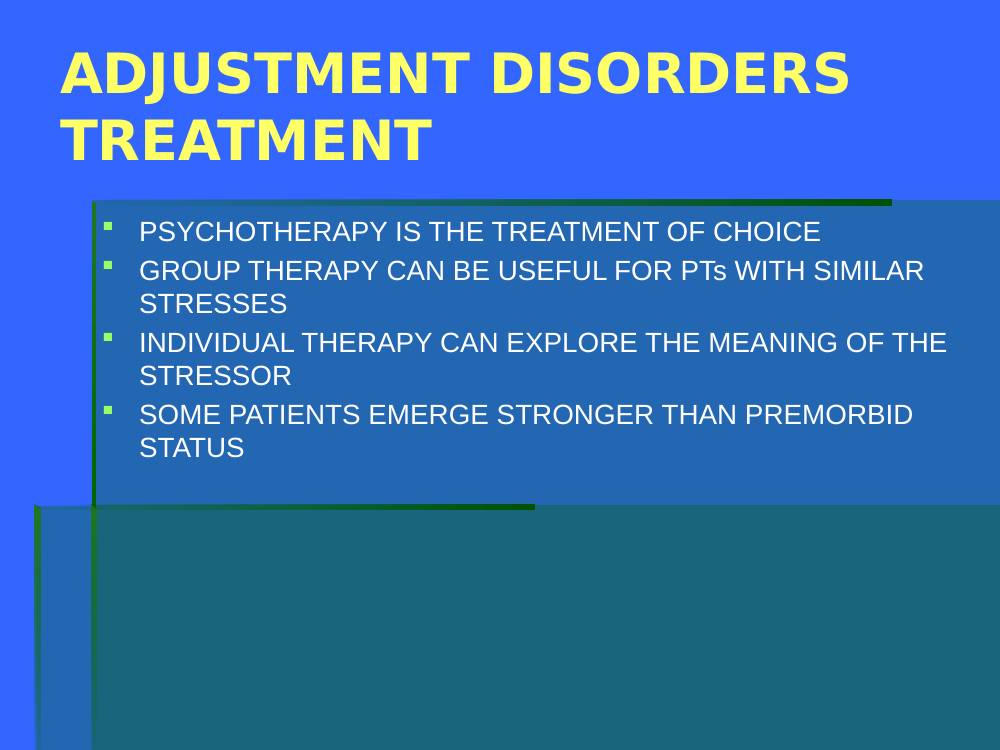 ADJUSTMENT DISORDERS
TREATMENT
PSYCHOTHERAPY IS THE TREATMENT OF CHOICE
GROUP THERAPY CAN BE USEFUL FOR PTs WITH SIMILAR
STRESSES
INDIVIDUAL THERAPY CAN EXPLORE THE MEANING OF THE
STRESSOR
SOME PATIENTS EMERGE STRONGER THAN PREMORBID
STATUS